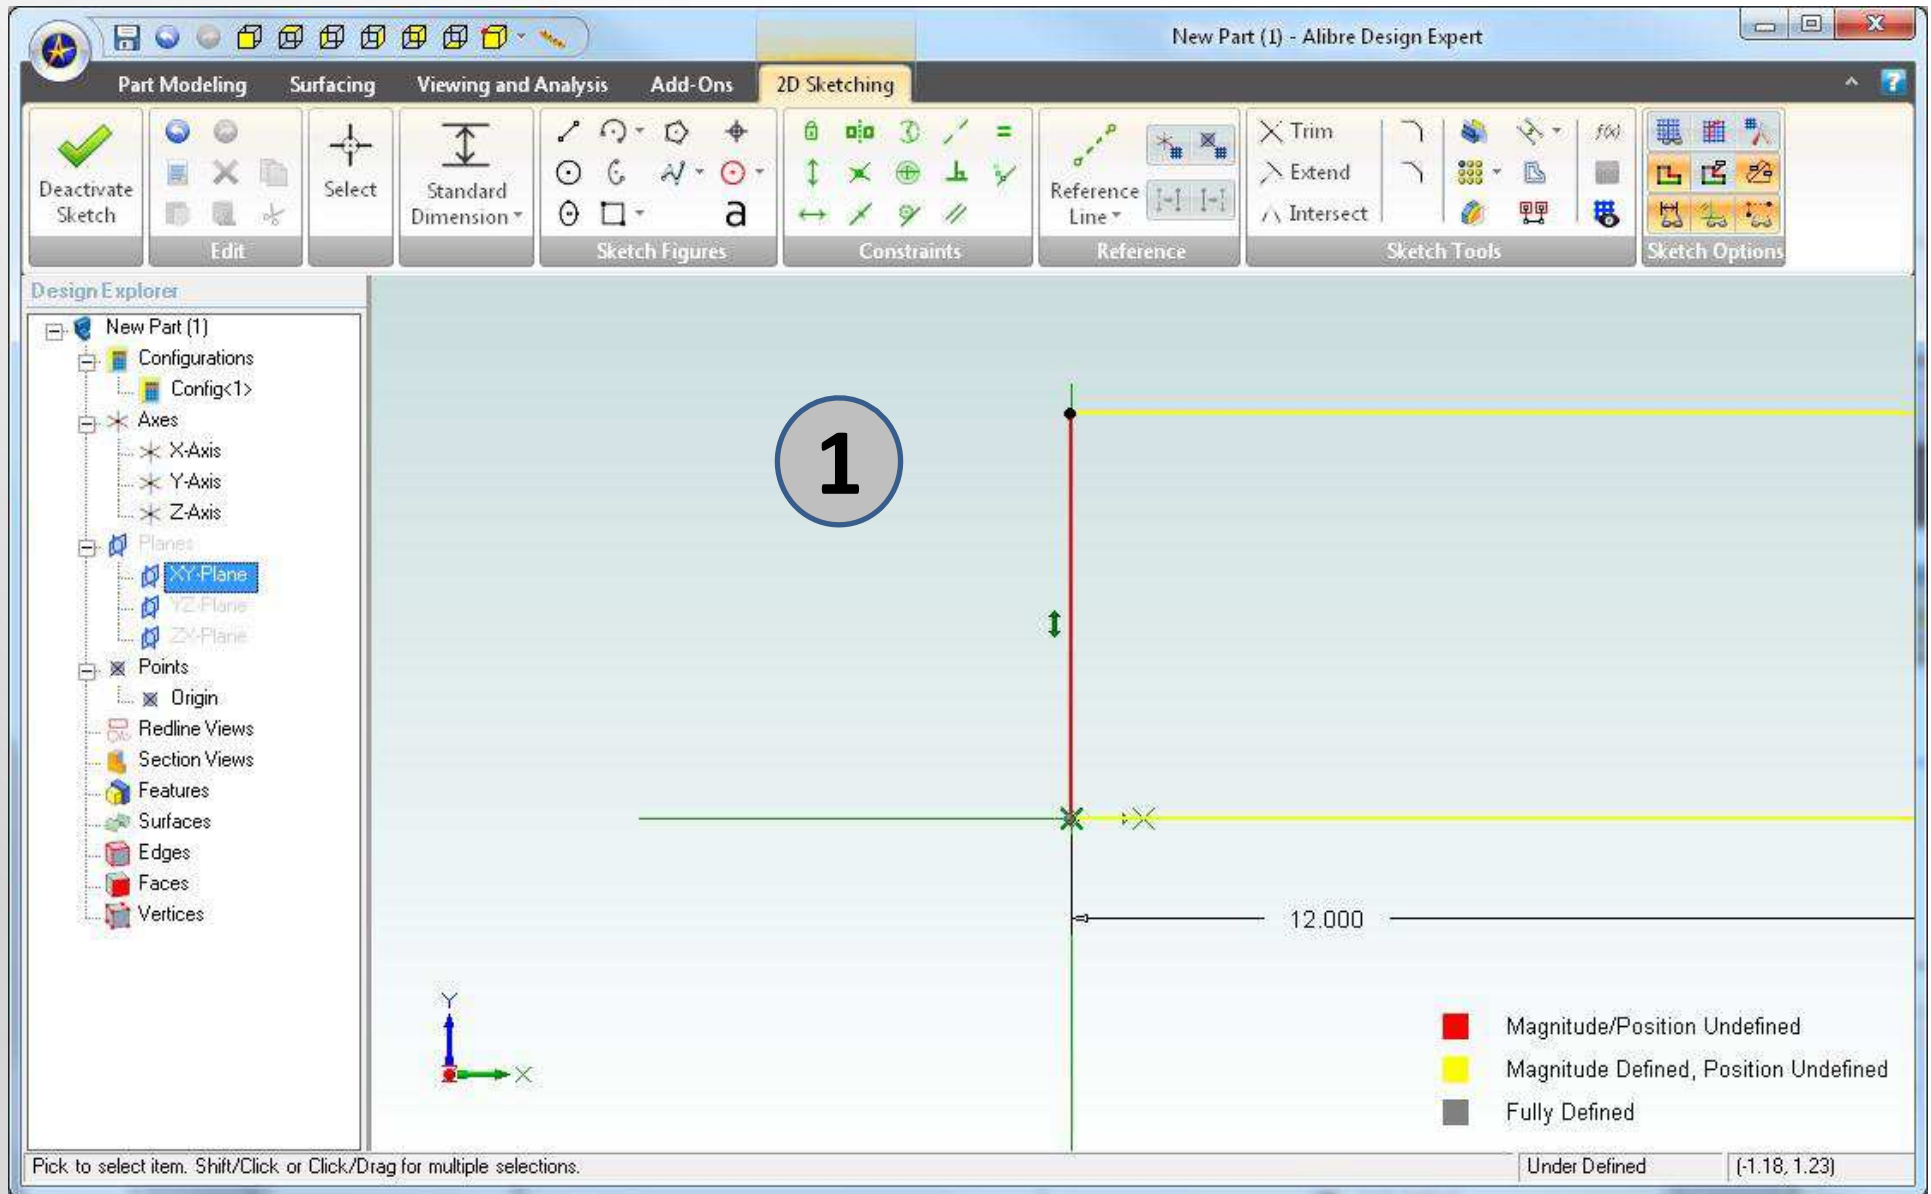 New Part (1) - Alibre Design Expert
Part Modeling Surfacing Viewing and Analysis Add-Ons 2D Sketching
Deactivate Sketch
Edit
Select
Standard Dimension
a
Sketch Figures
Constraints
Reference Line
Reference
Trim
Extend
Intersect
f(x)
Sketch Tools
Sketch Options
Design Explorer
New Part (1)
Configurations
Config<1>
Axes
X-Axis
Y-Axis
Z-Axis
Planes
XY-Plane
YZ-Plane
ZX-Plane
Points
Origin
Redline Views
Section Views
Features
Surfaces
Edges
Faces
Vertices
1
X
12.000
Y
X
Magnitude/Position Undefined
Magnitude Defined, Position Undefined
Fully Defined
Pick to select item. Shift/Click or Click/Drag for multiple selections.
Under Defined
(-1.18, 1.23)